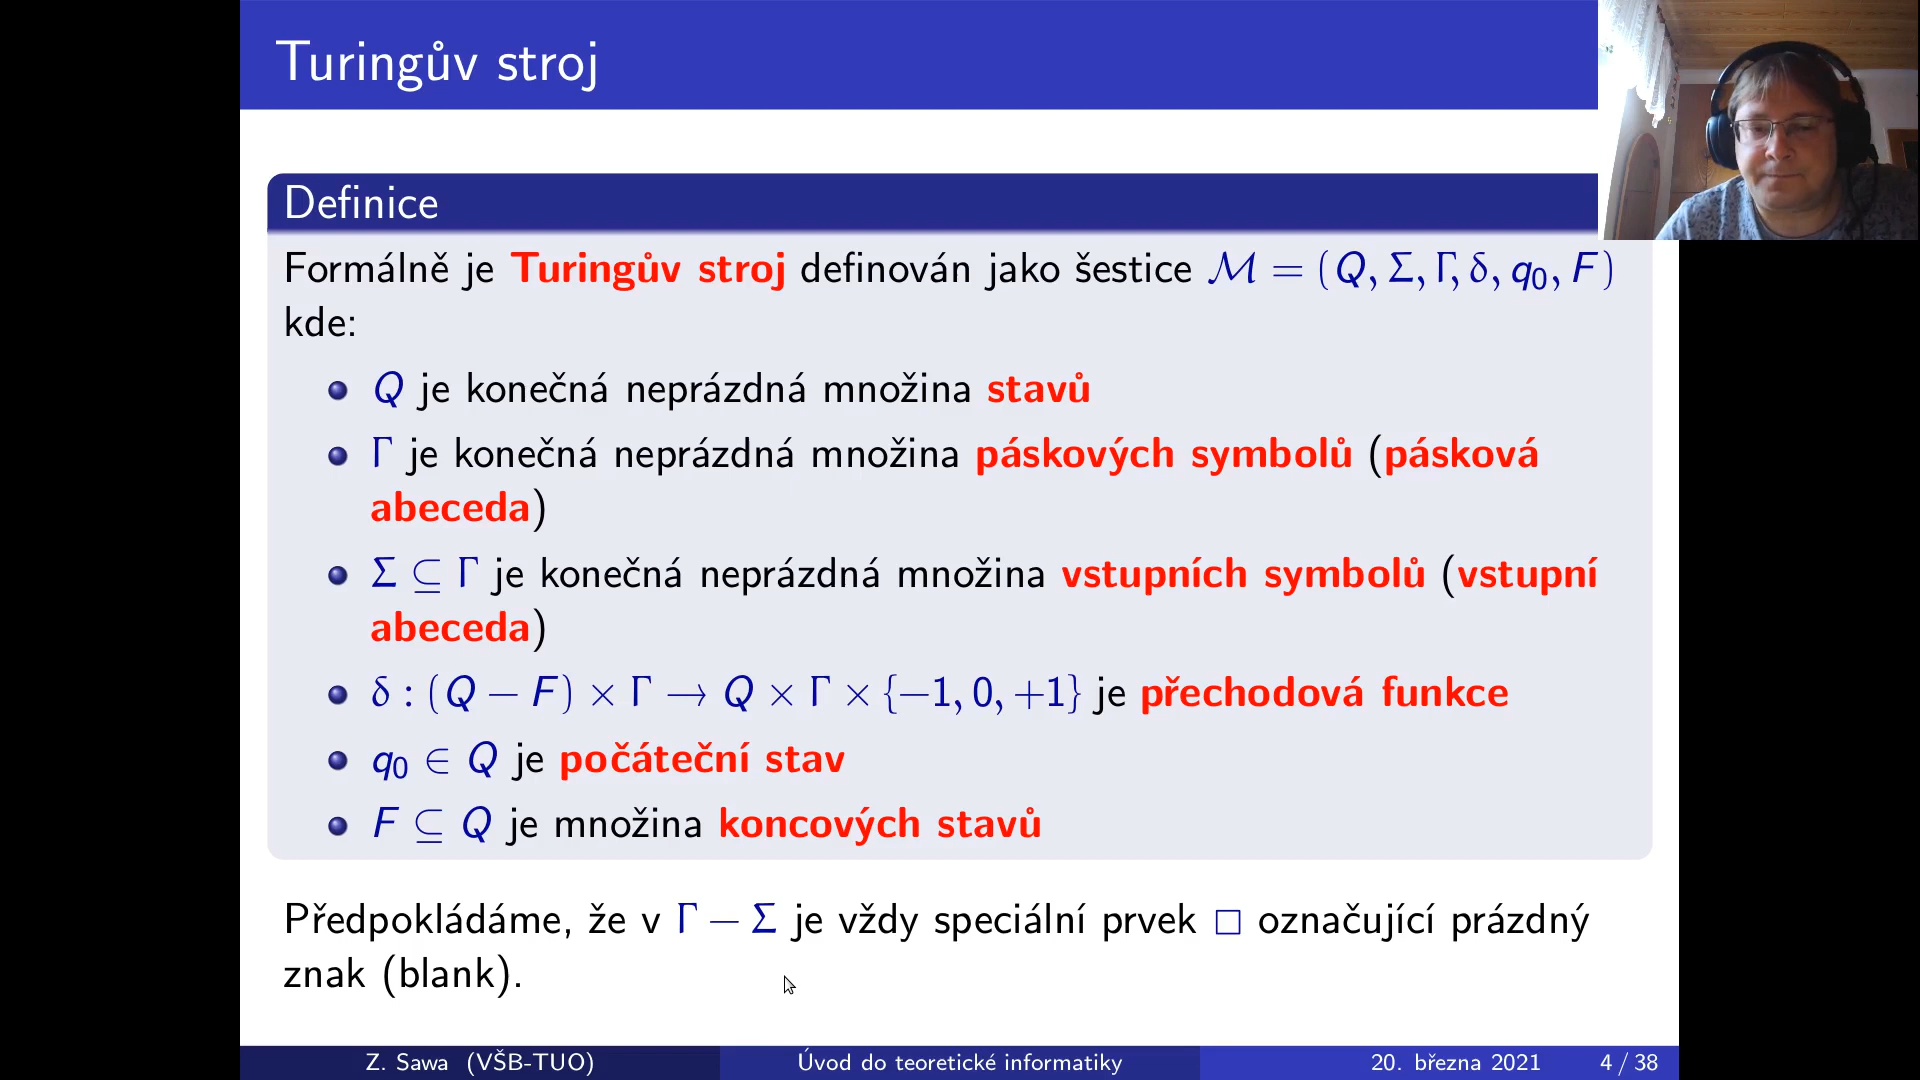 Turingův stroj
Definice
Formálně je Turingův stroj definován jako šestice ℳ = (Q, Σ, Γ, δ, q₀, F)
kde:
Q je konečná neprázdná množina stavů
Γ je konečná neprázdná množina páskových symbolů (pásková
abeceda)
Σ ⊆ Γ je konečná neprázdná množina vstupních symbolů (vstupní
abeceda)
δ : (Q − F) × Γ → Q × Γ × {−1, 0, +1} je přechodová funkce
q₀ ∈ Q je počáteční stav
F ⊆ Q je množina koncových stavů
Předpokládáme, že v Γ − Σ je vždy speciální prvek □ označující prázdný
znak (blank).
Z. Sawa (VŠB-TUO) Úvod do teoretické informatiky 20. března 2021 4 / 38